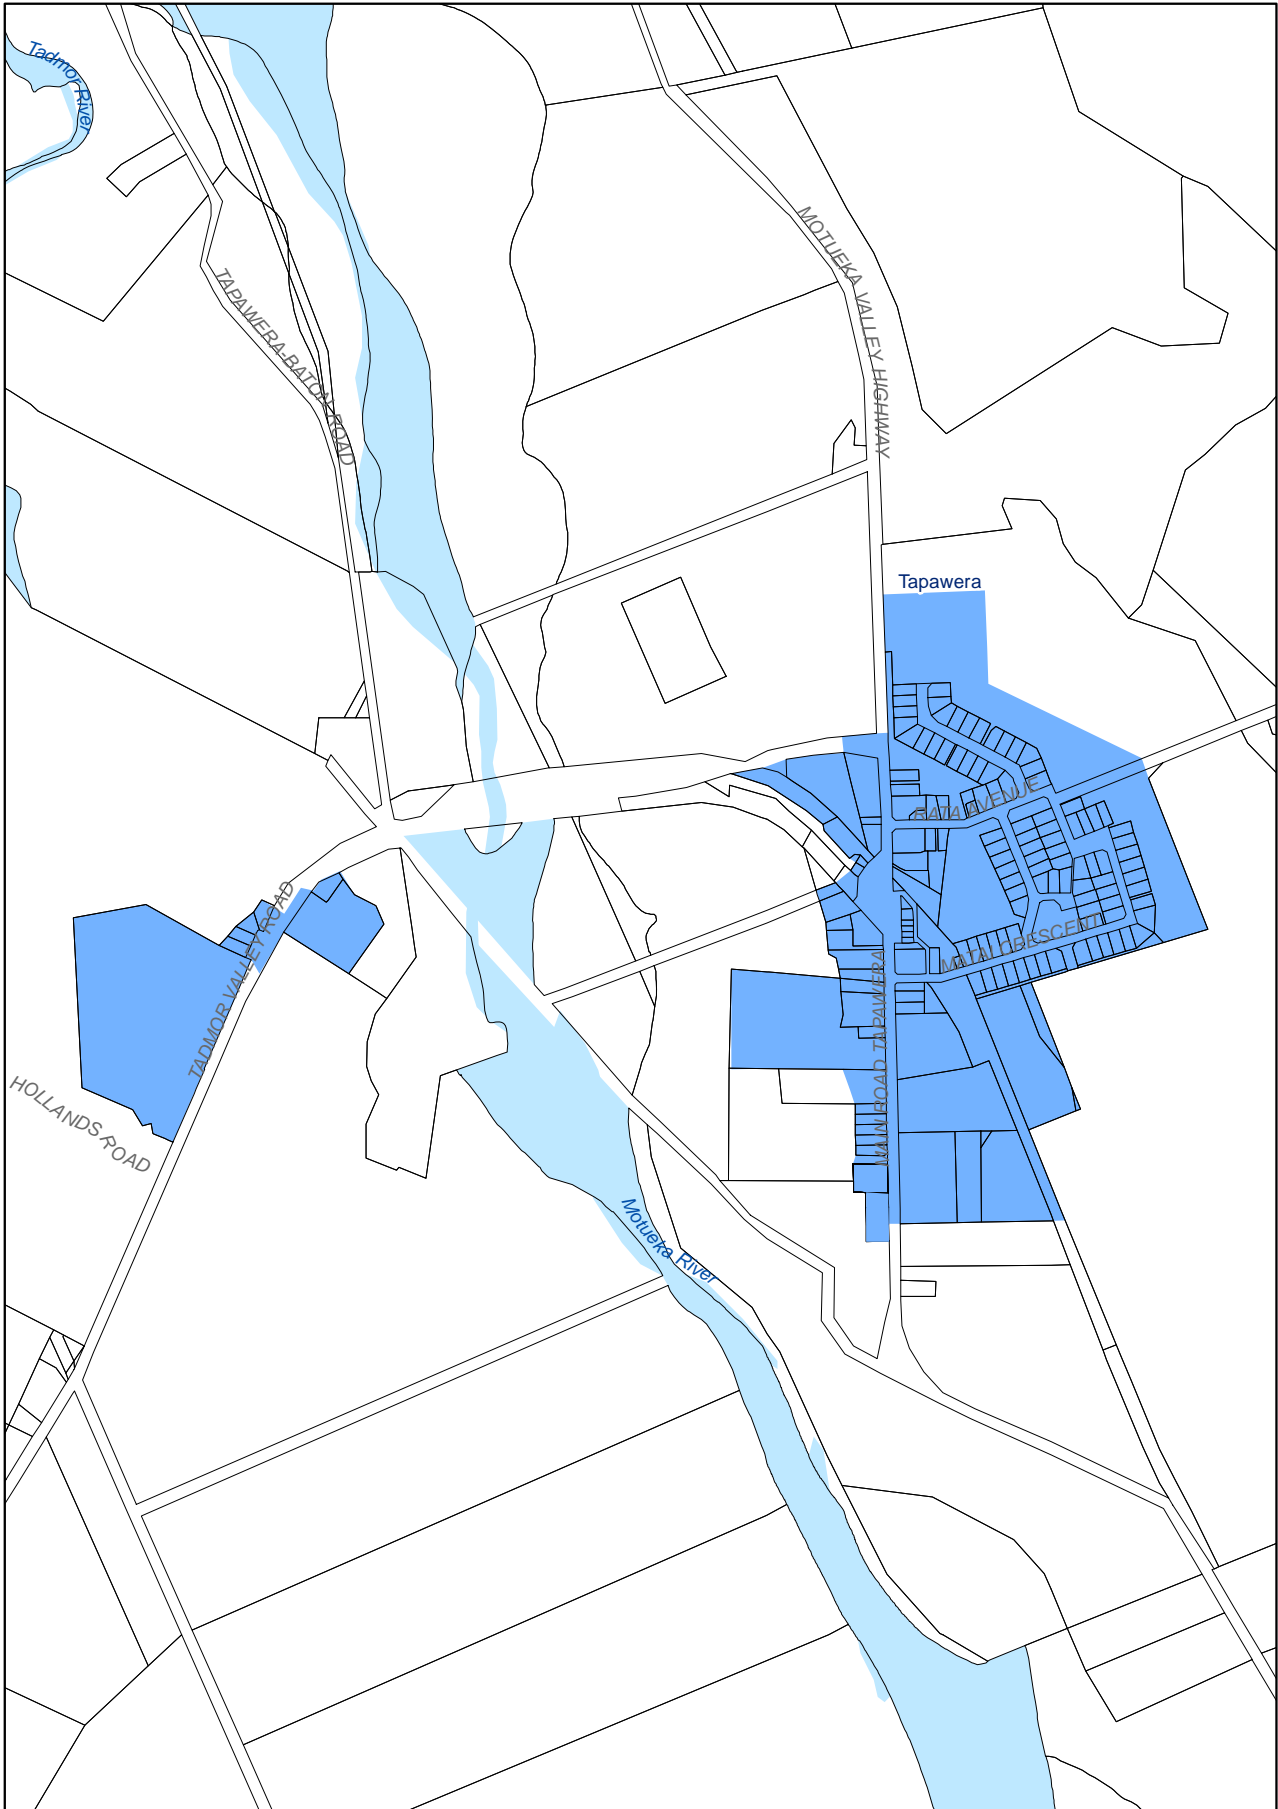 Tadmor River
MOTUEKA VALLEY HIGHWAY
TAPAWERA-BATON ROAD
Tapawera
RATA AVENUE
TADMOR VALLEY ROAD
MATAI CRESCENT
MAIN ROAD TAPAWERA
HOLLANDS ROAD
Motueka River